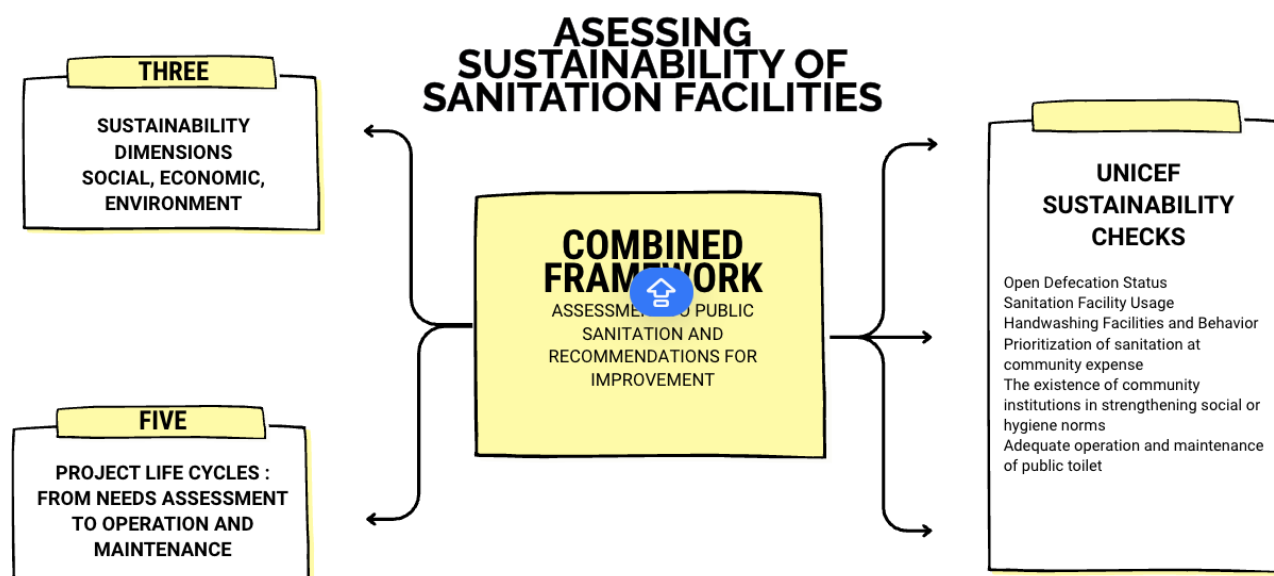 ASESSING
SUSTAINABILITY OF
SANITATION FACILITIES
THREE
SUSTAINABILITY
DIMENSIONS
SOCIAL, ECONOMIC,
ENVIRONMENT
FIVE
PROJECT LIFE CYCLES :
FROM NEEDS ASSESSMENT
TO OPERATION AND
MAINTENANCE
COMBINED
FRAMEWORK
PUBLIC
SANITATION AND
RECOMMENDATIONS FOR
IMPROVEMENT
UNICEF
SUSTAINABILITY
CHECKS
Open Defecation Status
Sanitation Facility Usage
Handwashing Facilities and Behavior
Prioritization of sanitation at
community expense
The existence of community
institutions in strengthening social or
hygiene norms
Adequate operation and maintenance
of public toilet